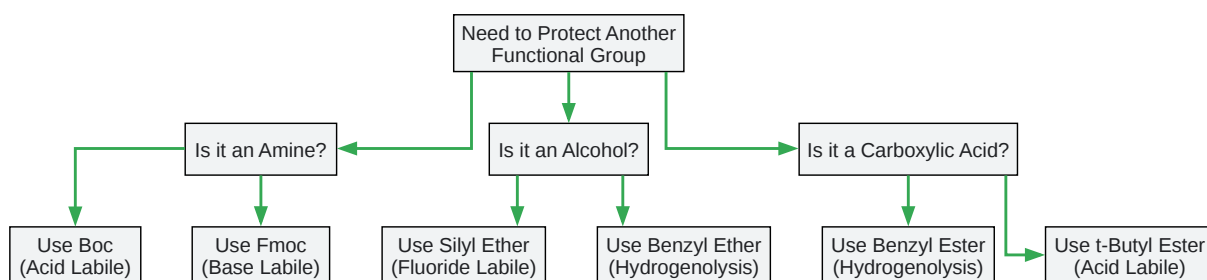 Need to Protect Another
Functional Group
Is it an Amine?
Is it an Alcohol?
Is it a Carboxylic Acid?
Use Boc
(Acid Labile)
Use Fmoc
(Base Labile)
Use Silyl Ether
(Fluoride Labile)
Use Benzyl Ether
(Hydrogenolysis)
Use Benzyl Ester
(Hydrogenolysis)
Use t-Butyl Ester
(Acid Labile)